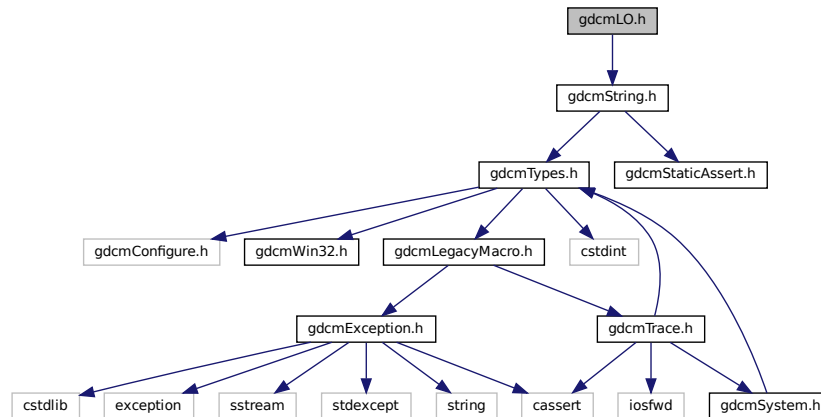 gdcmLO.h
gdcmString.h
gdcmTypes.h
gdcmStaticAssert.h
gdcmConfigure.h
gdcmWin32.h
gdcmLegacyMacro.h
cstdint
gdcmException.h
gdcmTrace.h
cstdlib
exception
sstream
stdexcept
string
cassert
iosfwd
gdcmSystem.h